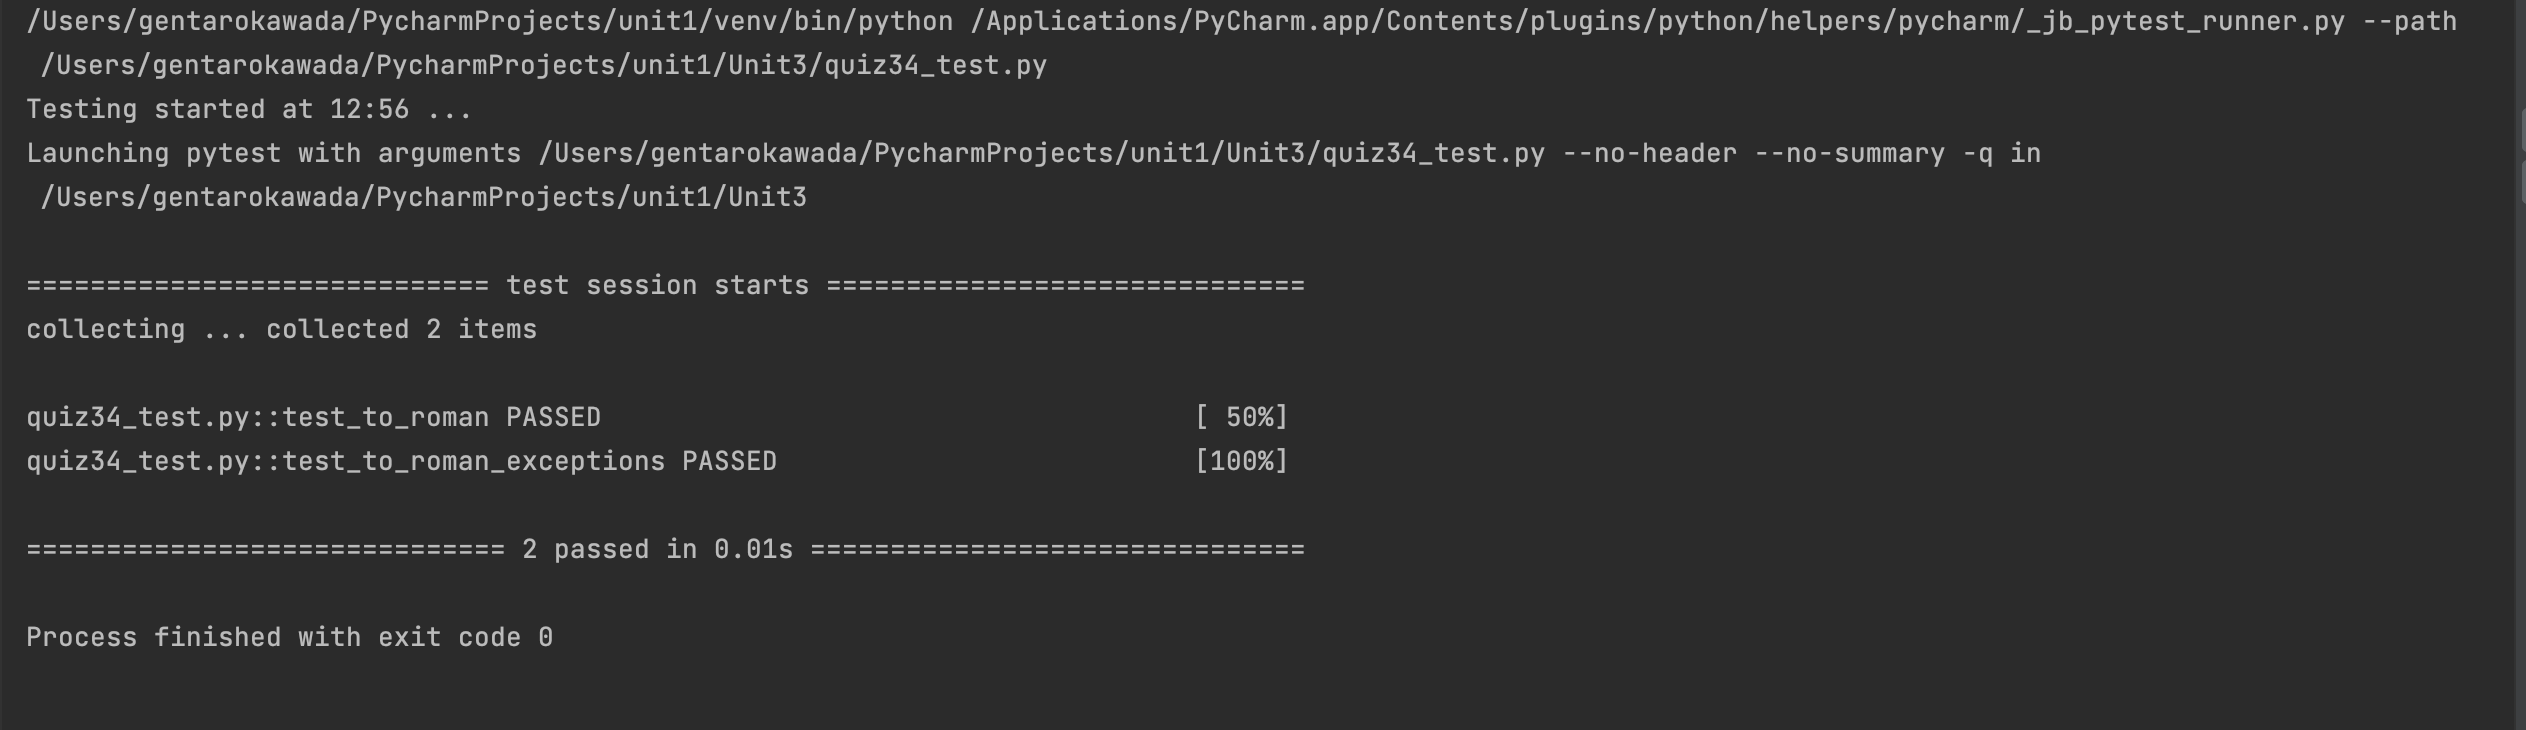 /Users/gentarokawada/PycharmProjects/unit1/venv/bin/python /Applications/PyCharm.app/Contents/plugins/python/helpers/pycharm/_jb_pytest_runner.py --path
/Users/gentarokawada/PycharmProjects/unit1/Unit3/quiz34_test.py
Testing started at 12:56 ...
Launching pytest with arguments /Users/gentarokawada/PycharmProjects/unit1/Unit3/quiz34_test.py --no-header --no-summary -q in
/Users/gentarokawada/PycharmProjects/unit1/Unit3
============================= test session starts ==============================
collecting ... collected 2 items
quiz34_test.py::test_to_roman PASSED [ 50%]
quiz34_test.py::test_to_roman_exceptions PASSED [100%]
============================== 2 passed in 0.01s ===============================
Process finished with exit code 0